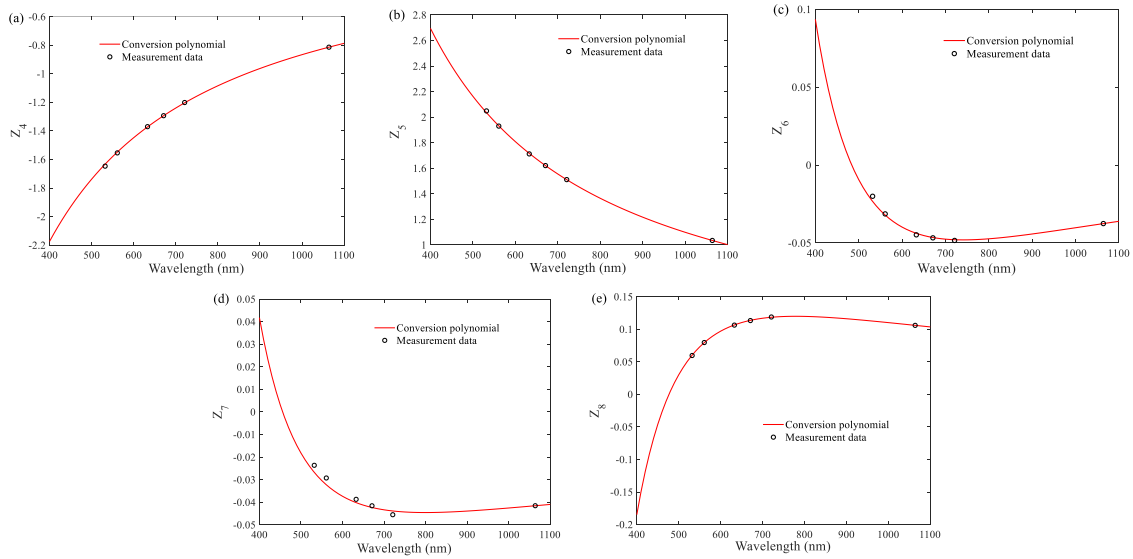 (a)
-0.6
-0.8
-1
-1.2
-1.4
-1.6
-1.8
-2
-2.2
Z4
Conversion polynomial
Measurement data
400 500 600 700 800 900 1000 1100
Wavelength (nm)
(b)
2.8
2.6
2.4
2.2
2
1.8
1.6
1.4
1.2
1
Z5
Conversion polynomial
Measurement data
400 500 600 700 800 900 1000 1100
Wavelength (nm)
(c)
0.1
0.05
0
-0.05
Z6
Conversion polynomial
Measurement data
400 500 600 700 800 900 1000 1100
Wavelength (nm)
(d)
0.05
0.04
0.03
0.02
0.01
0
-0.01
-0.02
-0.03
-0.04
-0.05
Z7
Conversion polynomial
Measurement data
400 500 600 700 800 900 1000 1100
Wavelength (nm)
(e)
0.15
0.1
0.05
0
-0.05
-0.1
-0.15
-0.2
Z8
Conversion polynomial
Measurement data
400 500 600 700 800 900 1000 1100
Wavelength (nm)